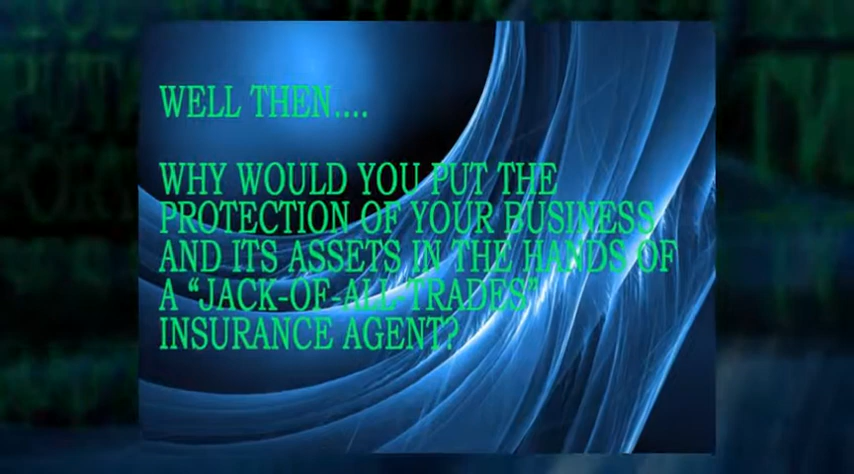 WELL THEN....
WHY WOULD YOU PUT THE
PROTECTION OF YOUR BUSINESS
AND ITS ASSETS IN THE HANDS OF
A “JACK-OF-ALL-TRADES”
INSURANCE AGENT?